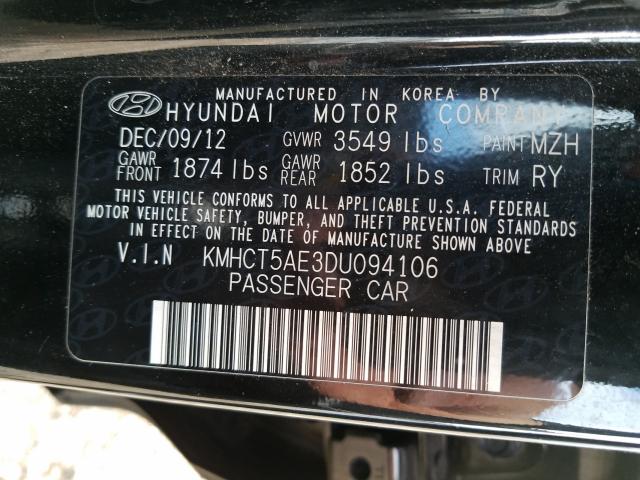 MANUFACTURED IN KOREA BY
HYUNDAI MOTOR COMPANY
DEC/09/12 GVWR 3549 lbs PAINT MZH
GAWR FRONT 1874 lbs GAWR REAR 1852 lbs TRIM RY
THIS VEHICLE CONFORMS TO ALL APPLICABLE U.S.A. FEDERAL
MOTOR VEHICLE SAFETY, BUMPER, AND THEFT PREVENTION STANDARDS
IN EFFECT ON THE DATE OF MANUFACTURE SHOWN ABOVE
V.I.N KMHCT5AE3DU094106
PASSENGER CAR